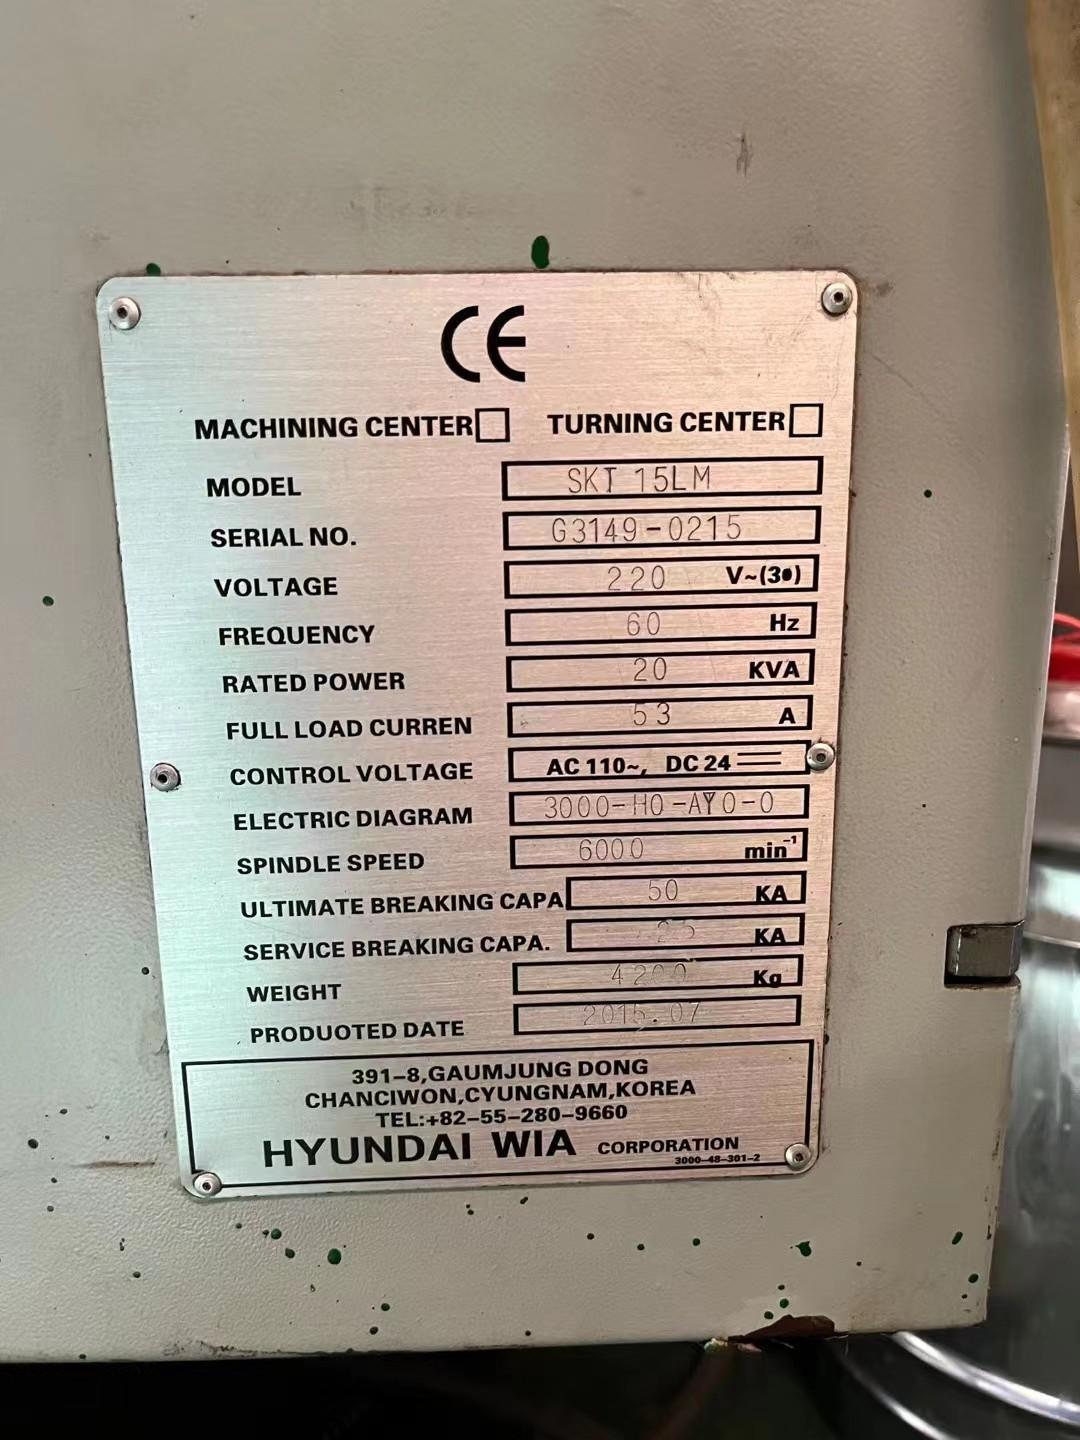 CE
MACHINING CENTER TURNING CENTER
MODEL SKT 15LM
SERIAL NO. G3149-0215
VOLTAGE 220 V~(3ø)
FREQUENCY 60 Hz
RATED POWER 20 KVA
FULL LOAD CURREN 53 A
CONTROL VOLTAGE AC 110~, DC 24
ELECTRIC DIAGRAM 3000-H0-AY0-0
SPINDLE SPEED 6000 min⁻¹
ULTIMATE BREAKING CAPA 50 KA
SERVICE BREAKING CAPA. 25 KA
WEIGHT 4200 Kg
PRODUOTED DATE 2015.07
391-8,GAUMJUNG DONG
CHANCIWON,CYUNGNAM,KOREA
TEL:+82-55-280-9660
HYUNDAI WIA CORPORATION
3000-48-301-2